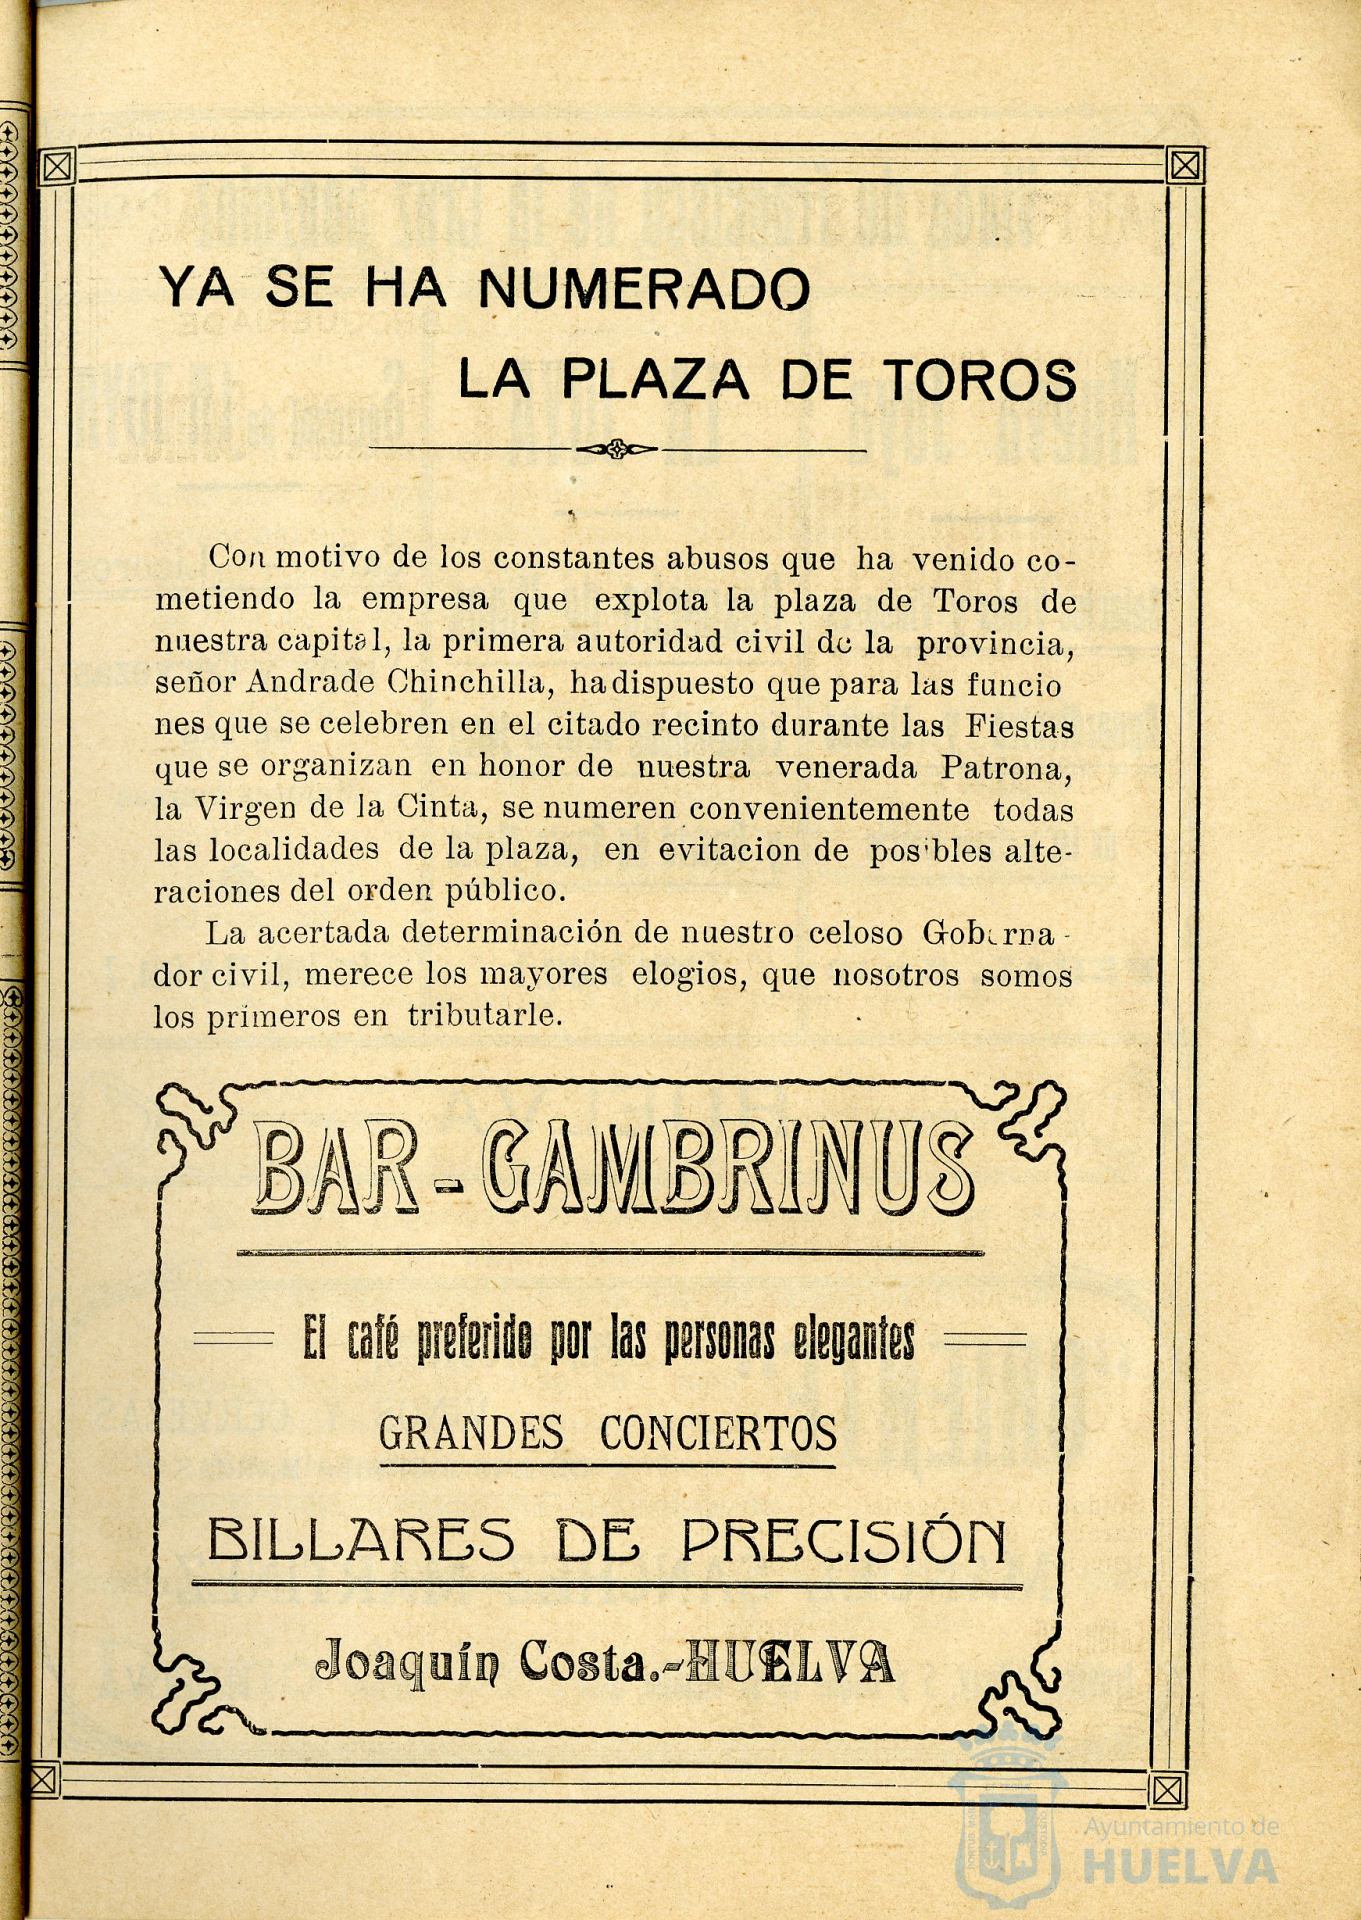 YA SE HA NUMERADO
LA PLAZA DE TOROS
Con motivo de los constantes abusos que ha venido co-
metiendo la empresa que explota la plaza de Toros de
nuestra capital, la primera autoridad civil de la provincia,
señor Andrade Chinchilla, ha dispuesto que para las funcio
nes que se celebren en el citado recinto durante las Fiestas
que se organizan en honor de nuestra venerada Patrona,
la Virgen de la Cinta, se numeren convenientemente todas
las localidades de la plaza, en evitacion de posibles alte-
raciones del orden público.
La acertada determinación de nuestro celoso Goberna-
dor civil, merece los mayores elogios, que nosotros somos
los primeros en tributarle.
BAR-GAMBRINUS
El café preferido por las personas elegantes
GRANDES CONCIERTOS
BILLARES DE PRECISIÓN
Joaquín Costa.-HUELVA
Ayuntamiento de
HUELVA